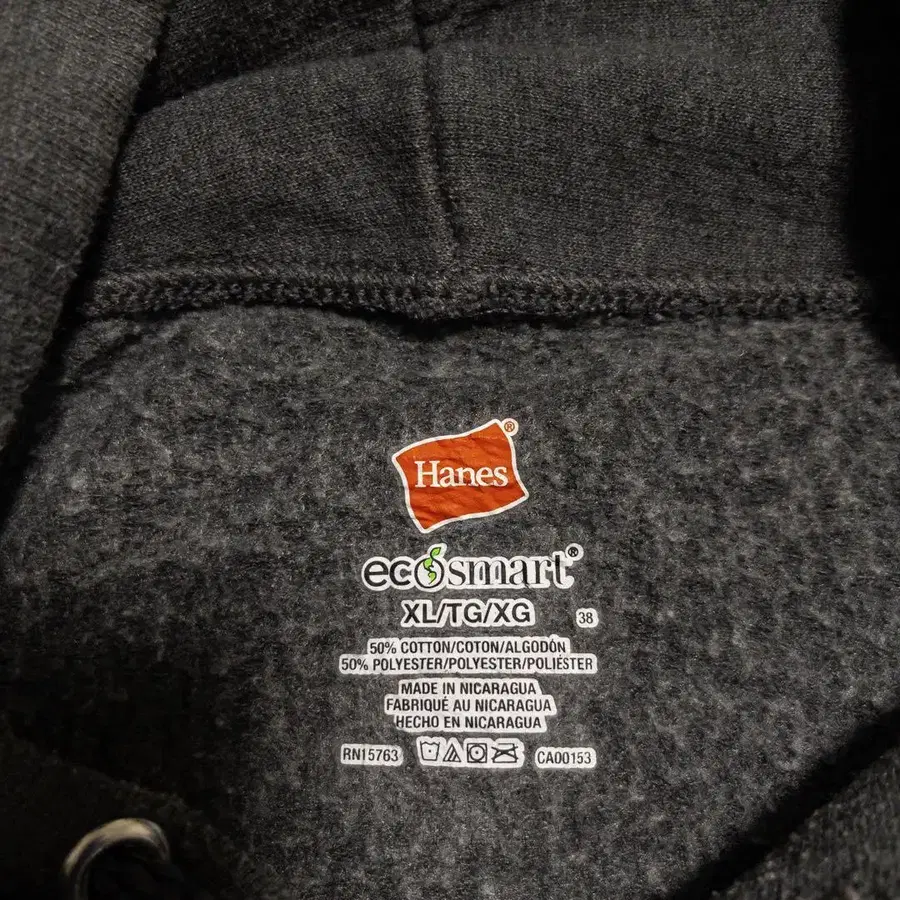 Hanes®
ecosmart®
XL/TG/XG 38
50% COTTON/COTON/ALGODÓN
50% POLYESTER/POLYESTER/POLIÉSTER
MADE IN NICARAGUA
FABRIQUÉ AU NICARAGUA
HECHO EN NICARAGUA
RN15763 CA00153